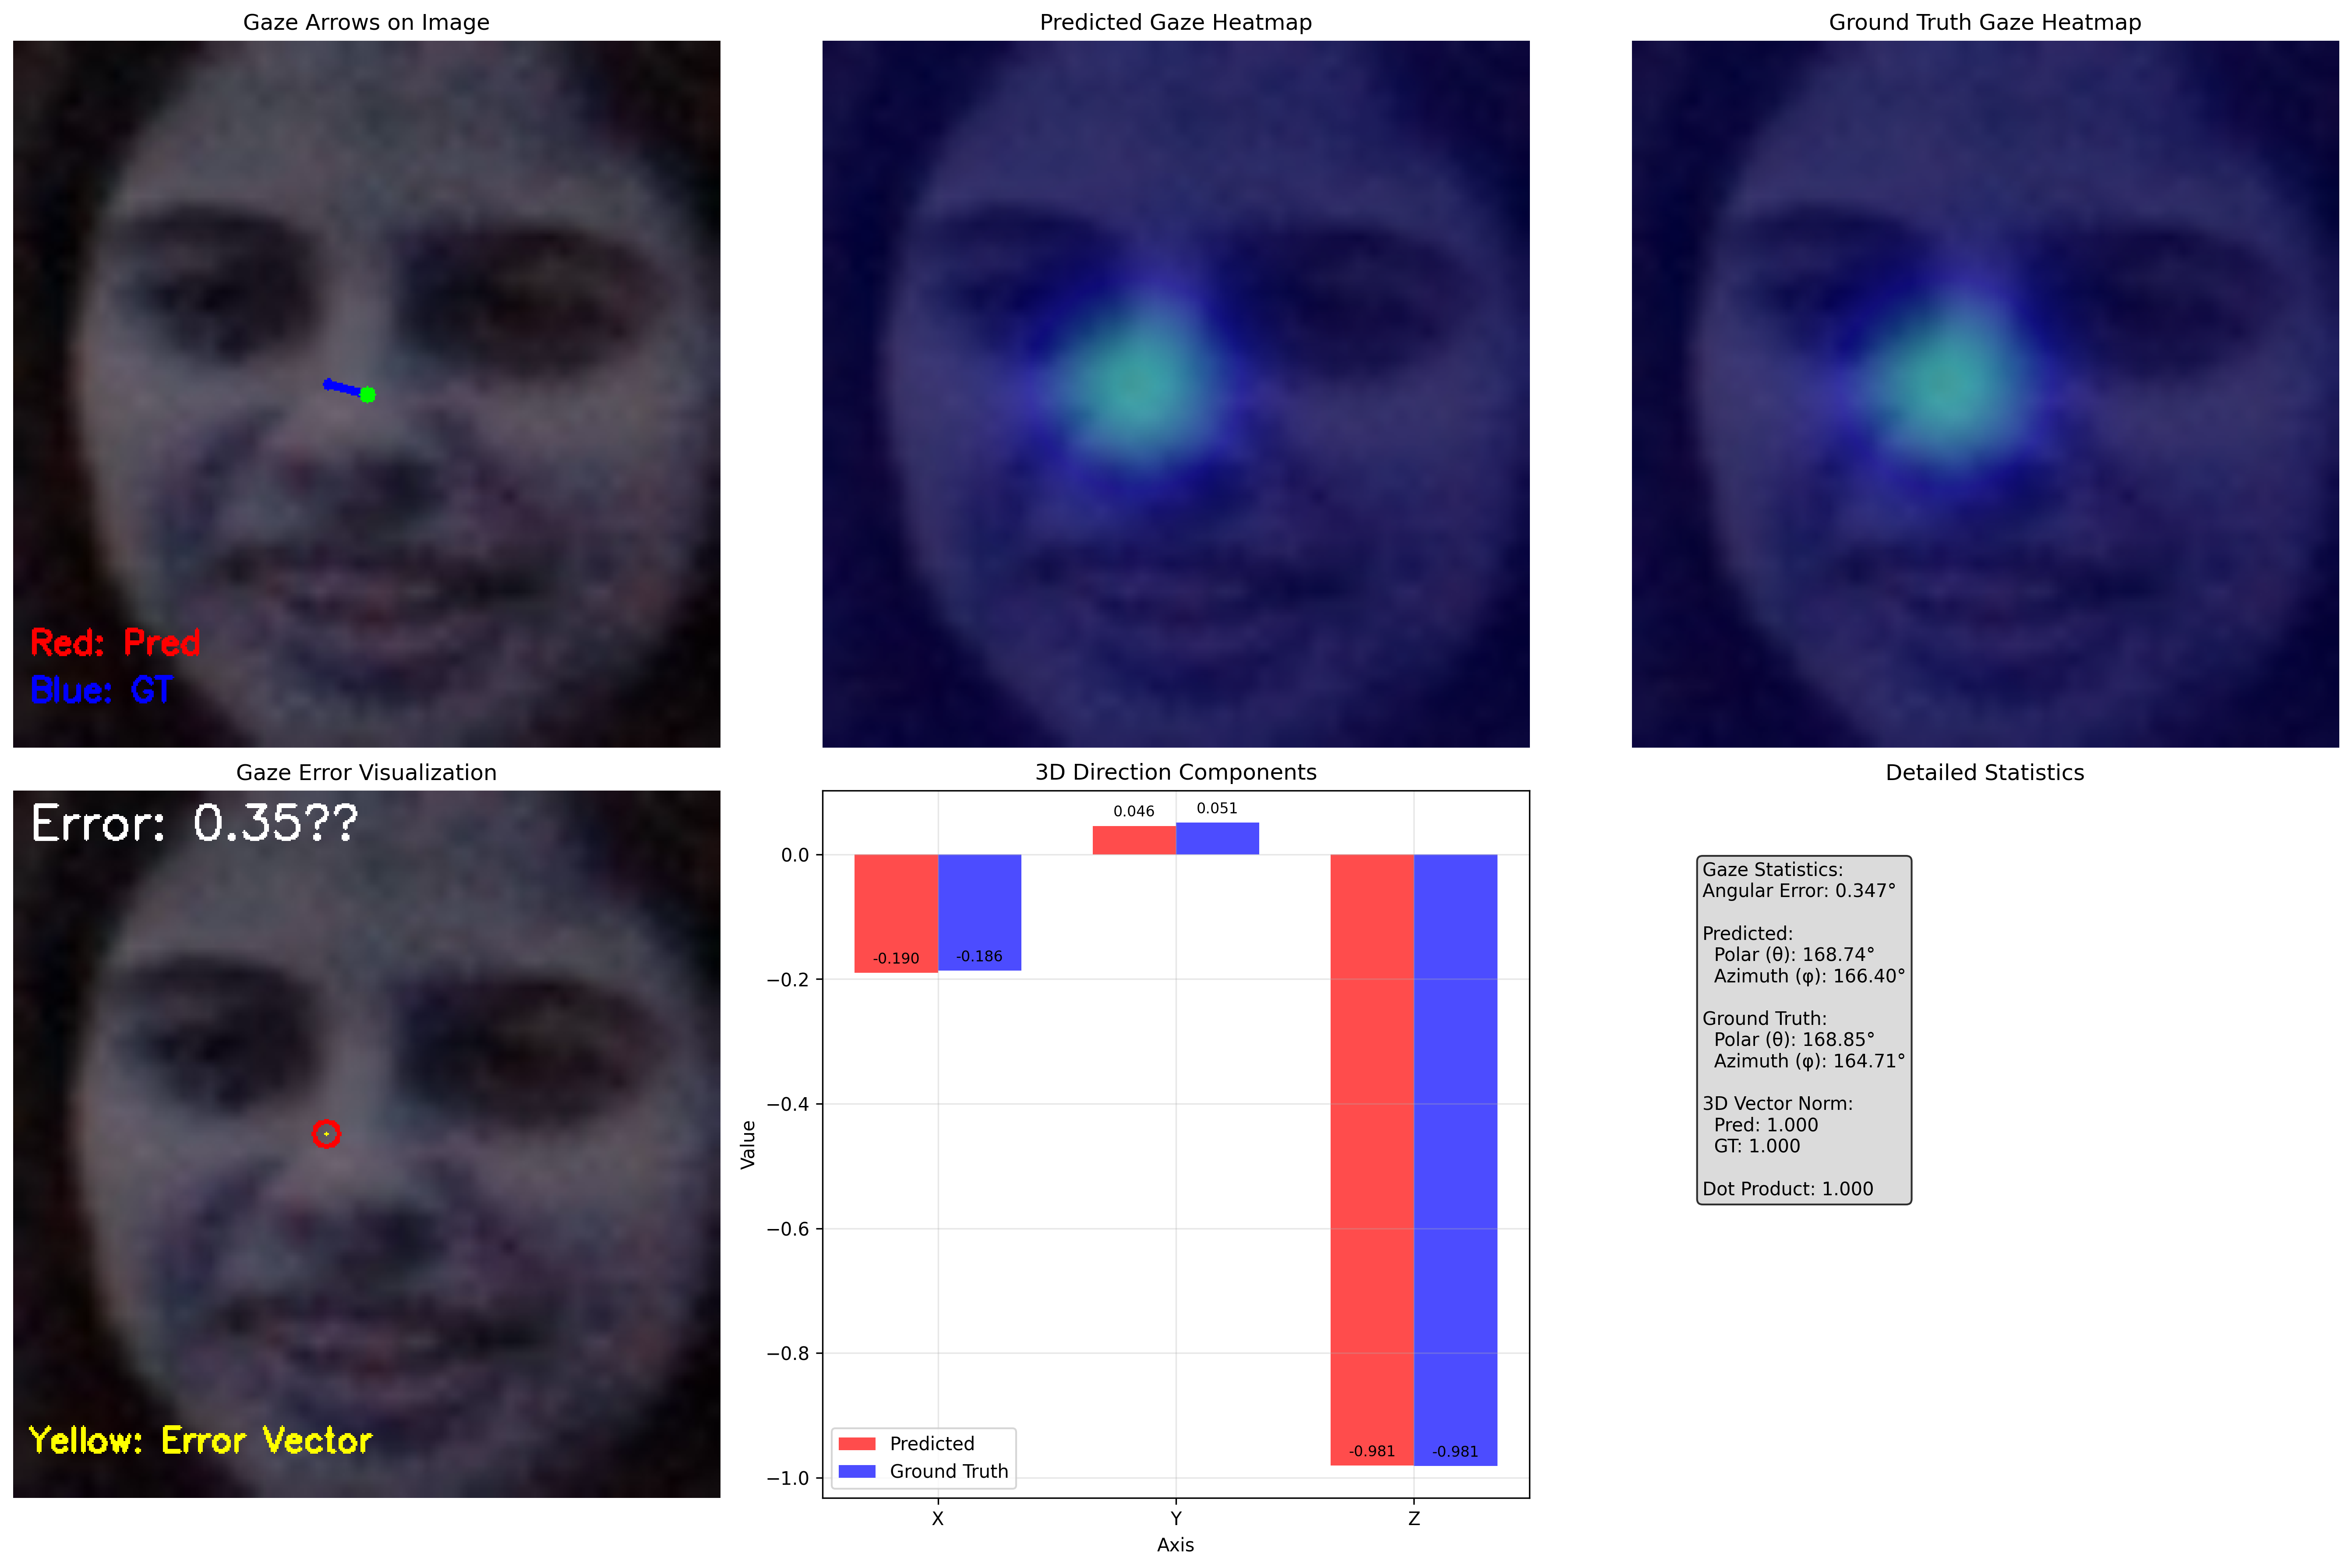 Gaze Arrows on Image
Red: Pred
Blue: GT
Predicted Gaze Heatmap
Ground Truth Gaze Heatmap
Gaze Error Visualization
Error: 0.35??
Yellow: Error Vector
3D Direction Components
0.046
0.051
-0.190
-0.186
-0.981
-0.981
0.0
−0.2
−0.4
−0.6
−0.8
−1.0
Value
Predicted
Ground Truth
X
Y
Z
Axis
Detailed Statistics
Gaze Statistics:
Angular Error: 0.347°
Predicted:
Polar (θ): 168.74°
Azimuth (φ): 166.40°
Ground Truth:
Polar (θ): 168.85°
Azimuth (φ): 164.71°
3D Vector Norm:
Pred: 1.000
GT: 1.000
Dot Product: 1.000